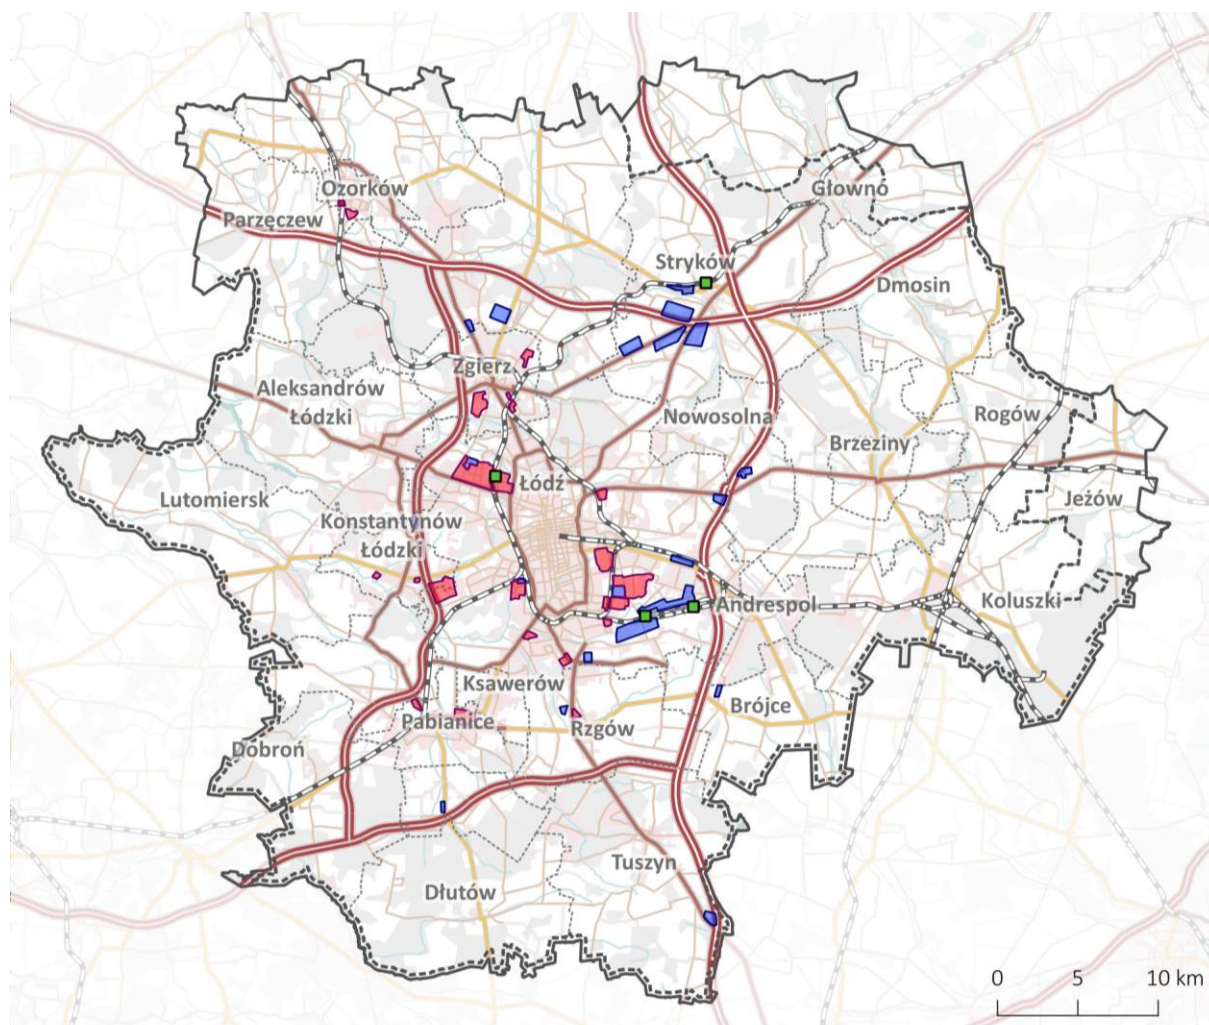 Ozorków
Głownó
Parzęczew
Stryków
Dmosin
Zgierz
Aleksandrów
Łódzki
Nowosolna
Rogów
Brzeziny
Łódź
Lutomiersk
Jeżów
Konstantynów
Łódzki
Andrespol
Koluszki
Ksawerów
Pabianice
Brójce
Rzgów
Dobroń
Tuszyn
Dłutów
0 5 10 km